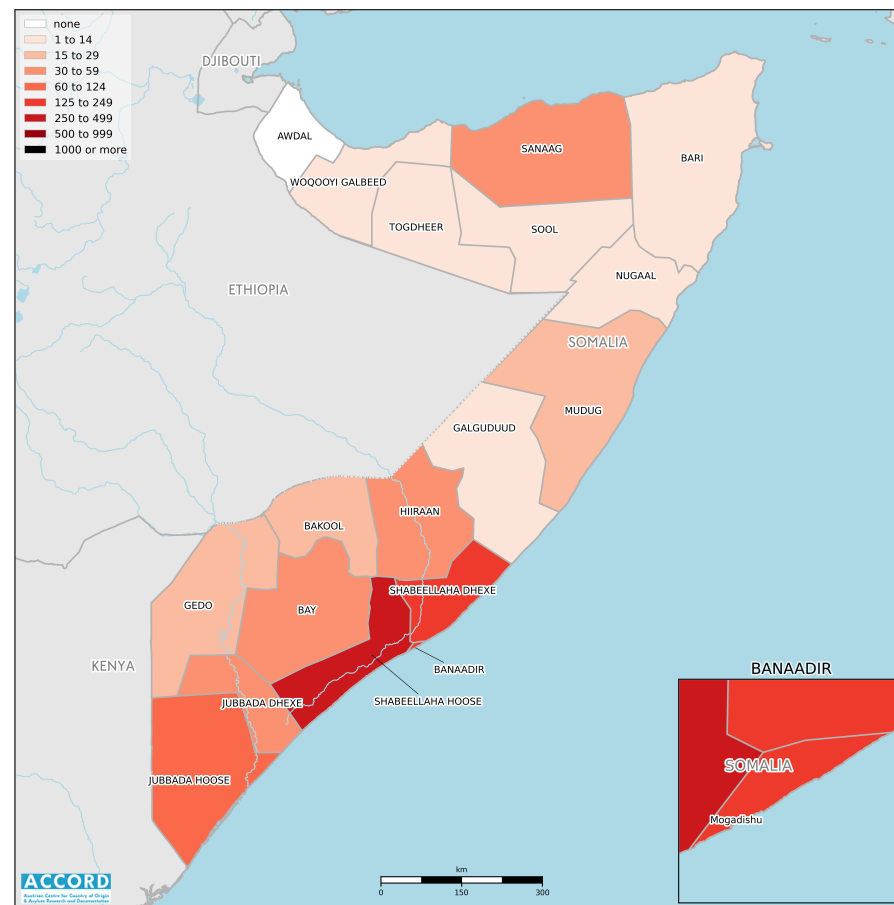 none
1 to 14
15 to 29
30 to 59
60 to 124
125 to 249
250 to 499
500 to 999
1000 or more
DJIBOUTI
AWDAL
SANAAG
BARI
WOQOOYI GALBEED
TOGDHEER
SOOL
NUGAAL
ETHIOPIA
SOMALIA
MUDUG
GALGUDUUD
HIIRAAN
BAKOOL
SHABEELLAHA DHEXE
GEDO
BAY
KENYA
BANAADIR
SHABEELLAHA HOOSE
JUBBADA DHEXE
JUBBADA HOOSE
BANAADIR
SOMALIA
Mogadishu
km
0 150 300
ACCORD
Austrian Centre for Country of Origin
& Asylum Research and Documentation